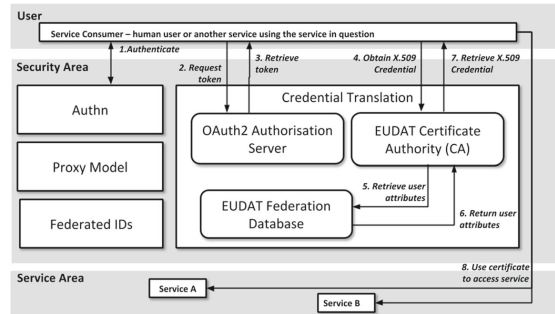 User
Service Consumer – human user or another service using the service in question
1.Authenticate
2. Request
token
3. Retrieve
token
4. Obtain X.509
Credential
7. Retrieve X.509
Credential
Security Area
Authn
Proxy Model
Federated IDs
Credential Translation
OAuth2 Authorisation
Server
EUDAT Certificate
Authority (CA)
5. Retrieve user
attributes
EUDAT Federation
Database
6. Return user
attributes
8. Use certificate
to access service
Service Area
Service A
Service B